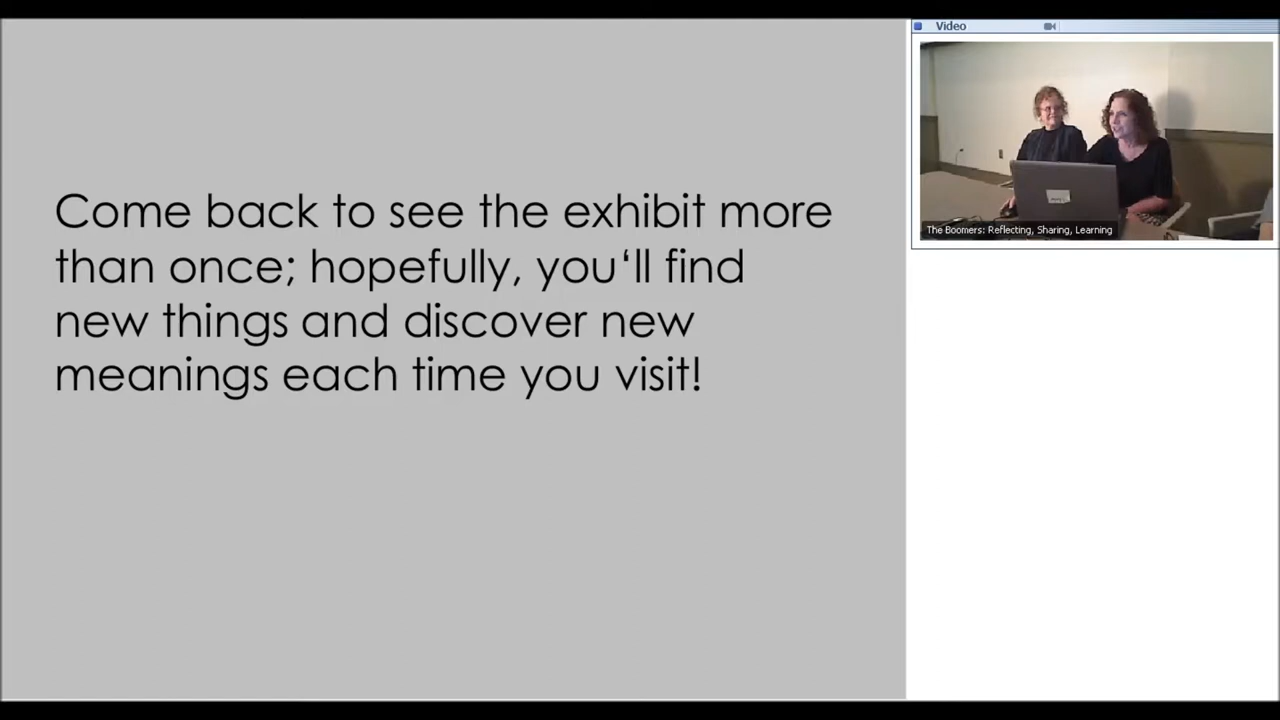 Come back to see the exhibit more
than once; hopefully, you‘ll find
new things and discover new
meanings each time you visit!
Video
The Boomers: Reflecting, Sharing, Learning